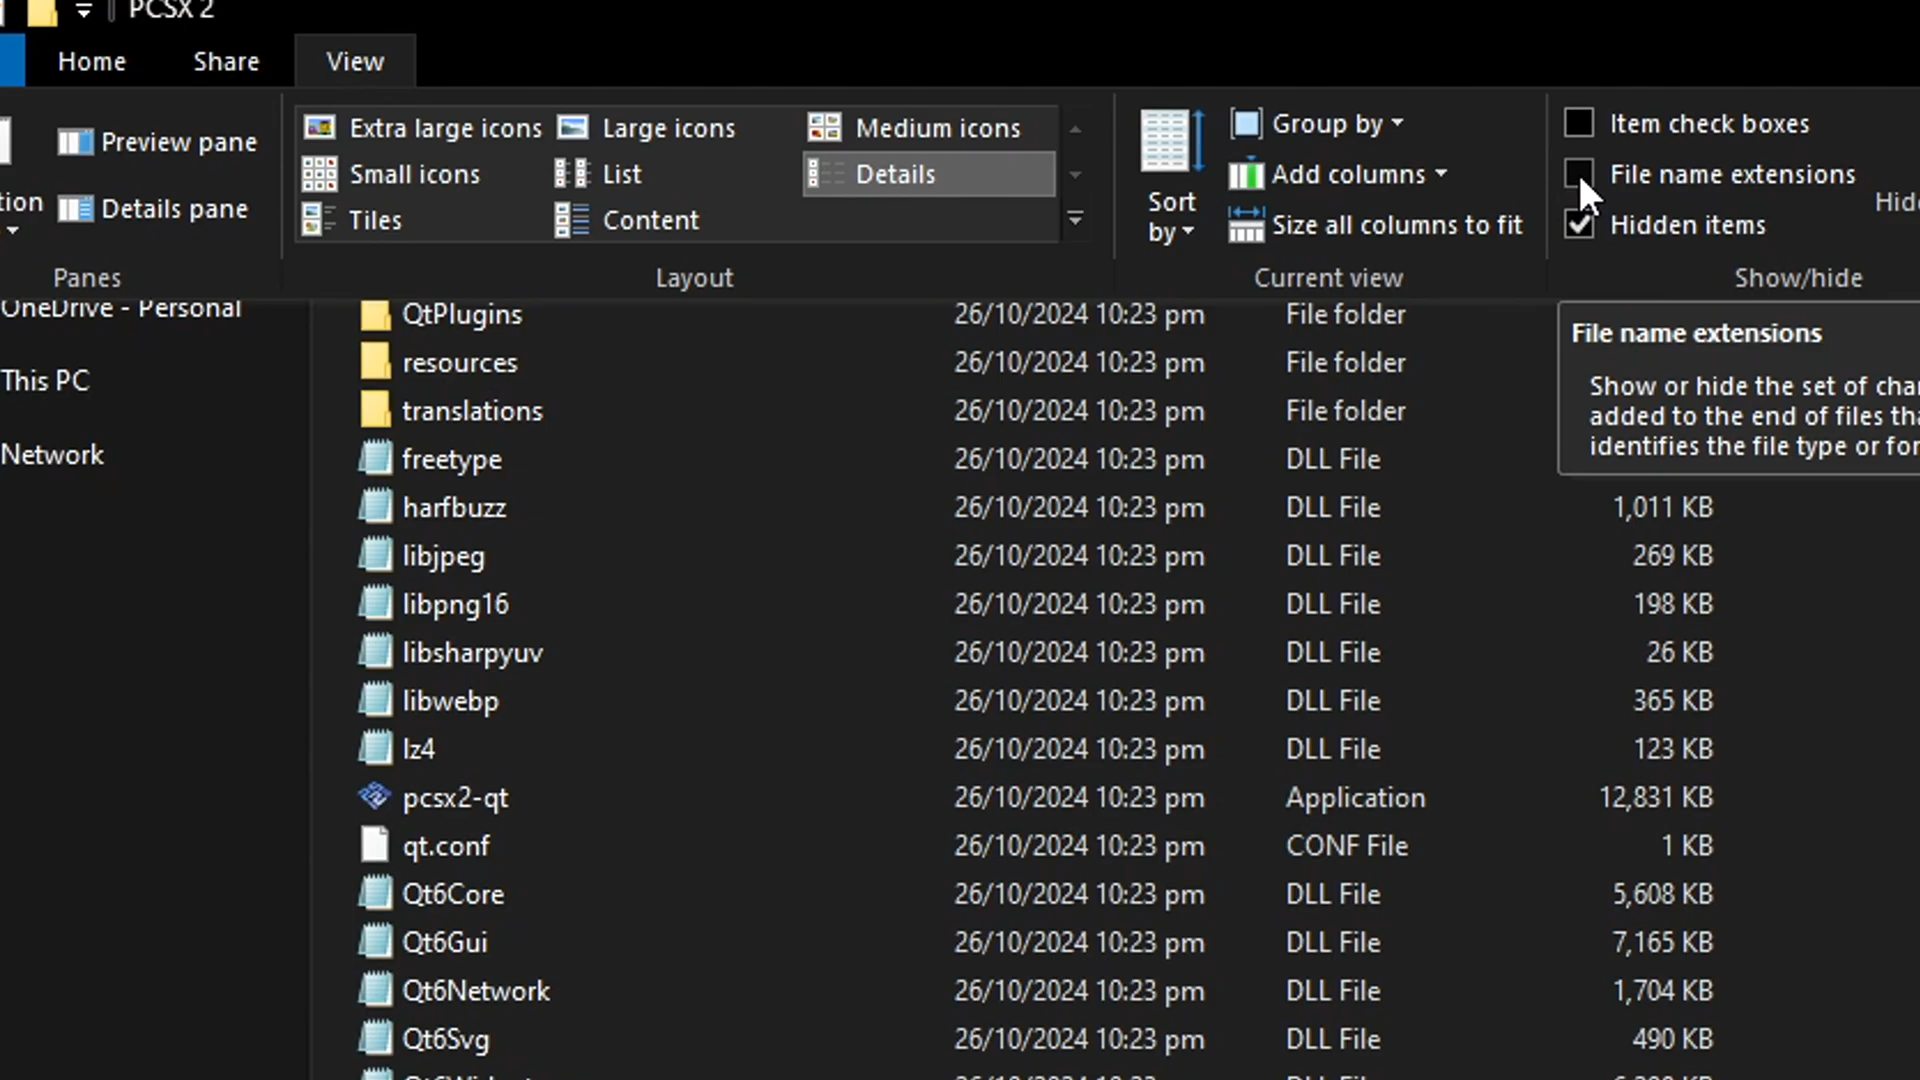 PCSX 2
Home Share View
Preview pane
Details pane
Panes
Extra large icons Large icons Medium icons
Small icons List Details
Tiles Content
Layout
Sort by
Group by
Add columns
Size all columns to fit
Current view
Item check boxes
File name extensions
Hidden items
Show/hide
OneDrive - Personal
This PC
Network
QtPlugins 26/10/2024 10:23 pm File folder
resources 26/10/2024 10:23 pm File folder
translations 26/10/2024 10:23 pm File folder
freetype 26/10/2024 10:23 pm DLL File
harfbuzz 26/10/2024 10:23 pm DLL File 1,011 KB
libjpeg 26/10/2024 10:23 pm DLL File 269 KB
libpng16 26/10/2024 10:23 pm DLL File 198 KB
libsharpyuv 26/10/2024 10:23 pm DLL File 26 KB
libwebp 26/10/2024 10:23 pm DLL File 365 KB
lz4 26/10/2024 10:23 pm DLL File 123 KB
pcsx2-qt 26/10/2024 10:23 pm Application 12,831 KB
qt.conf 26/10/2024 10:23 pm CONF File 1 KB
Qt6Core 26/10/2024 10:23 pm DLL File 5,608 KB
Qt6Gui 26/10/2024 10:23 pm DLL File 7,165 KB
Qt6Network 26/10/2024 10:23 pm DLL File 1,704 KB
Qt6Svg 26/10/2024 10:23 pm DLL File 490 KB
File name extensions
Show or hide the set of
added to the end of files
identifies the file type or